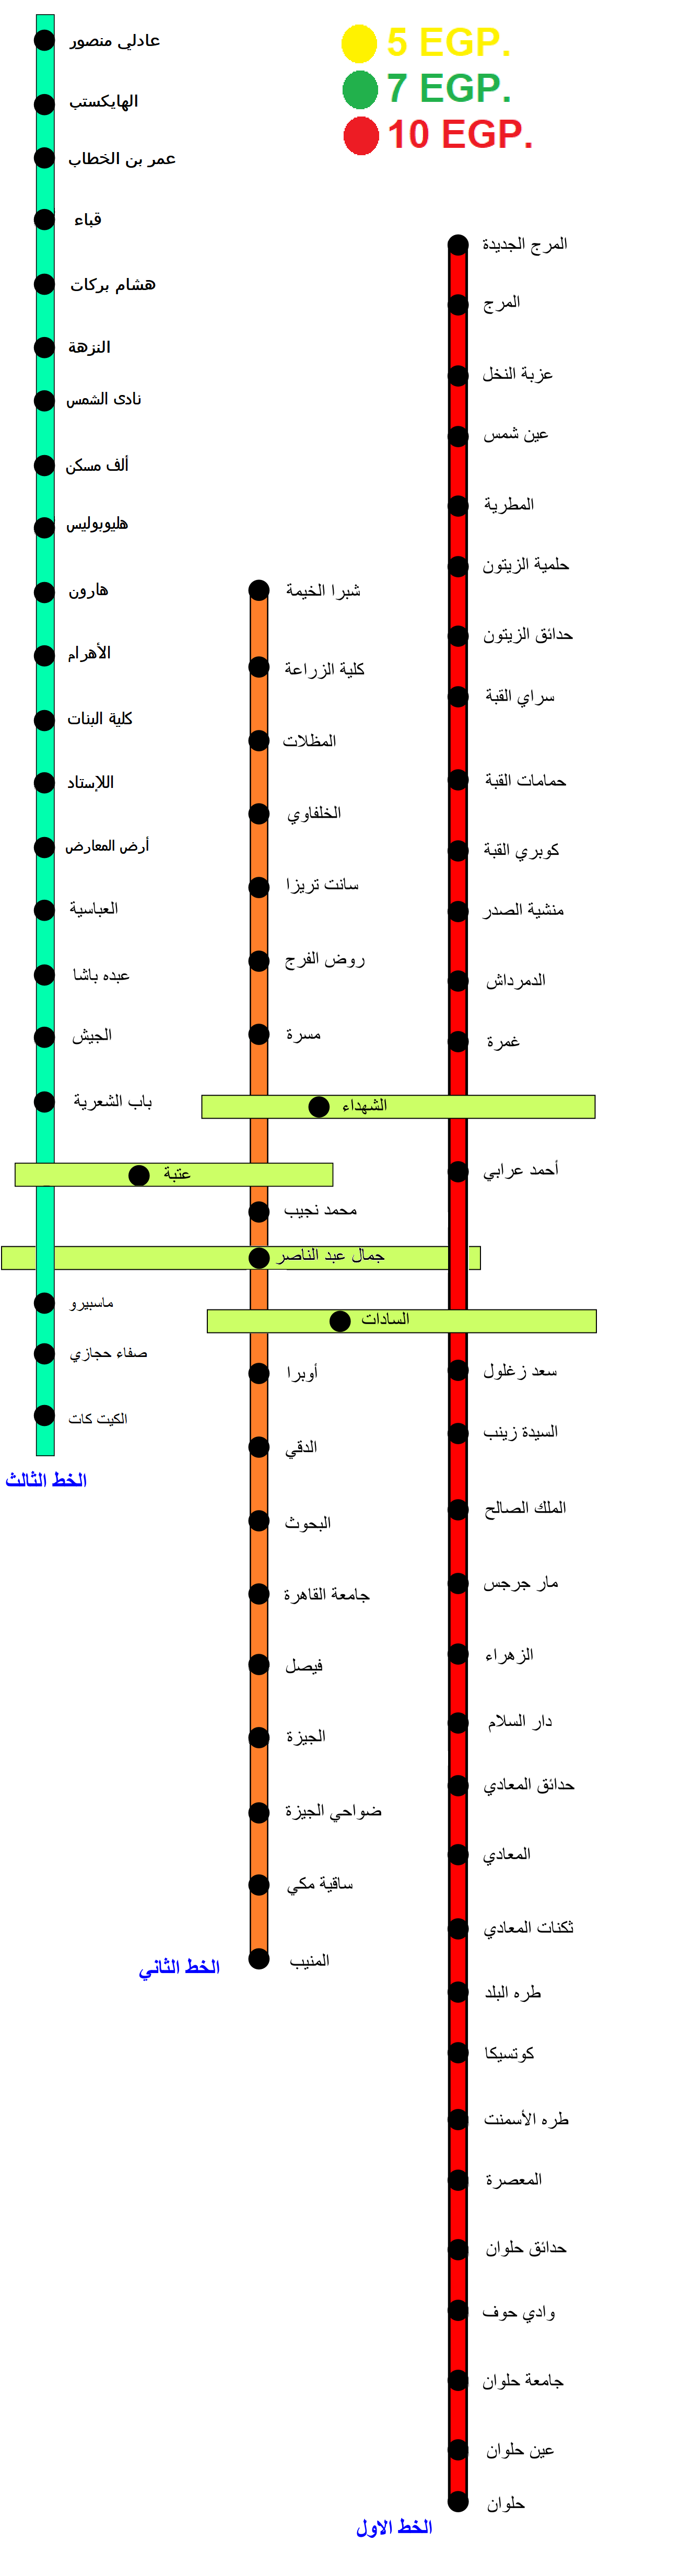 5 EGP.
7 EGP.
10 EGP.
عادلي منصور
الهايكستب
عمر بن الخطاب
قباء
هشام بركات
النزهة
نادى الشمس
ألف مسكن
هليوبوليس
هارون
الأهرام
كلية البنات
اللإستاد
أرض المعارض
العباسية
عبده باشا
الجيش
باب الشعرية
عتبة
ماسبيرو
صفاء حجازي
الكيت كات
الخط الثالث
شبرا الخيمة
كلية الزراعة
المظلات
الخلفاوي
سانت تريزا
روض الفرج
مسرة
الشهداء
محمد نجيب
جمال عبد الناصر
السادات
أوبرا
الدقي
البحوث
جامعة القاهرة
فيصل
الجيزة
ضواحي الجيزة
ساقية مكي
المنيب
الخط الثاني
المرج الجديدة
المرج
عزبة النخل
عين شمس
المطرية
حلمية الزيتون
حدائق الزيتون
سراي القبة
حمامات القبة
كوبري القبة
منشية الصدر
الدمرداش
غمرة
أحمد عرابي
سعد زغلول
السيدة زينب
الملك الصالح
مار جرجس
الزهراء
دار السلام
حدائق المعادي
المعادي
ثكنات المعادي
طره البلد
كوتسيكا
طره الأسمنت
المعصرة
حدائق حلوان
وادي حوف
جامعة حلوان
عين حلوان
حلوان
الخط الاول